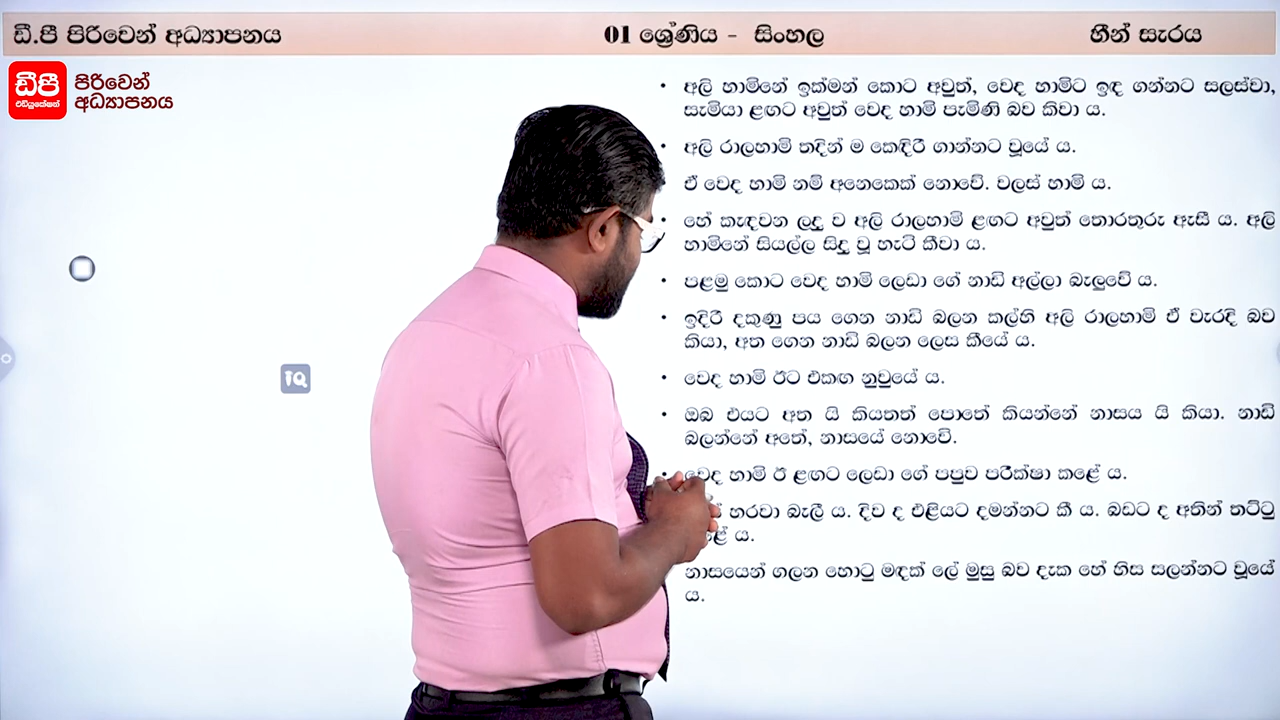 ඩී.පී පිරිවෙන් අධ්‍යාපනය 01 ශ්‍රේණිය - සිංහල හීන් සැරය
ඩීපී
එඩියුකේෂන්
පිරිවෙන්
අධ්‍යාපනය
• අලි හාමිනේ ඉක්මන් කොට අවුත්, වෙද හාමිට ඉඳ ගන්නට සලස්වා,
සැමියා ළඟට අවුත් වෙද හාමි පැමිණි බව කිවා ය.
• අලි රාලහාමි තදින් ම කෙඳිරි ගාන්නට වූයේ ය.
ඒ වෙද හාමි නම් අනෙකෙක් නොවේ. වලස් හාමි ය.
• හේ කැඳවන ලදු ව අලි රාලහාමි ළඟට අවුත් තොරතුරු ඇසී ය. අලි
හාමිනේ සියල්ල සිදු වූ හැටි කීවා ය.
• පළමු කොට වෙද හාමි ලෙඩා ගේ නාඩි අල්ලා බැලුවේ ය.
• ඉදිරි දකුණු පය ගෙන නාඩි බලන කල්හි අලි රාලහාමි ඒ වැරදි බව
කියා, අත ගෙන නාඩි බලන ලෙස කීයේ ය.
• වෙද හාමි ඊට එකඟ නුවූයේ ය.
• ඔබ එයට අත යි කියතත් පොතේ කියන්නේ නාසය යි කියා. නාඩි
බලන්නේ අතේ, නාසයේ නොවේ.
• වෙද හාමි ඊ ළඟට ලෙඩා ගේ පපුව පරීක්ෂා කළේ ය.
හරවා බැලී ය. දිව ද එළියට දමන්නට කී ය. බඩට ද අතින් තට්ටු
ය.
නාසයෙන් ගලන හොටු මඳක් ලේ මුසු බව දැක හේ හිස සලන්නට වූයේ
ය.
IQ